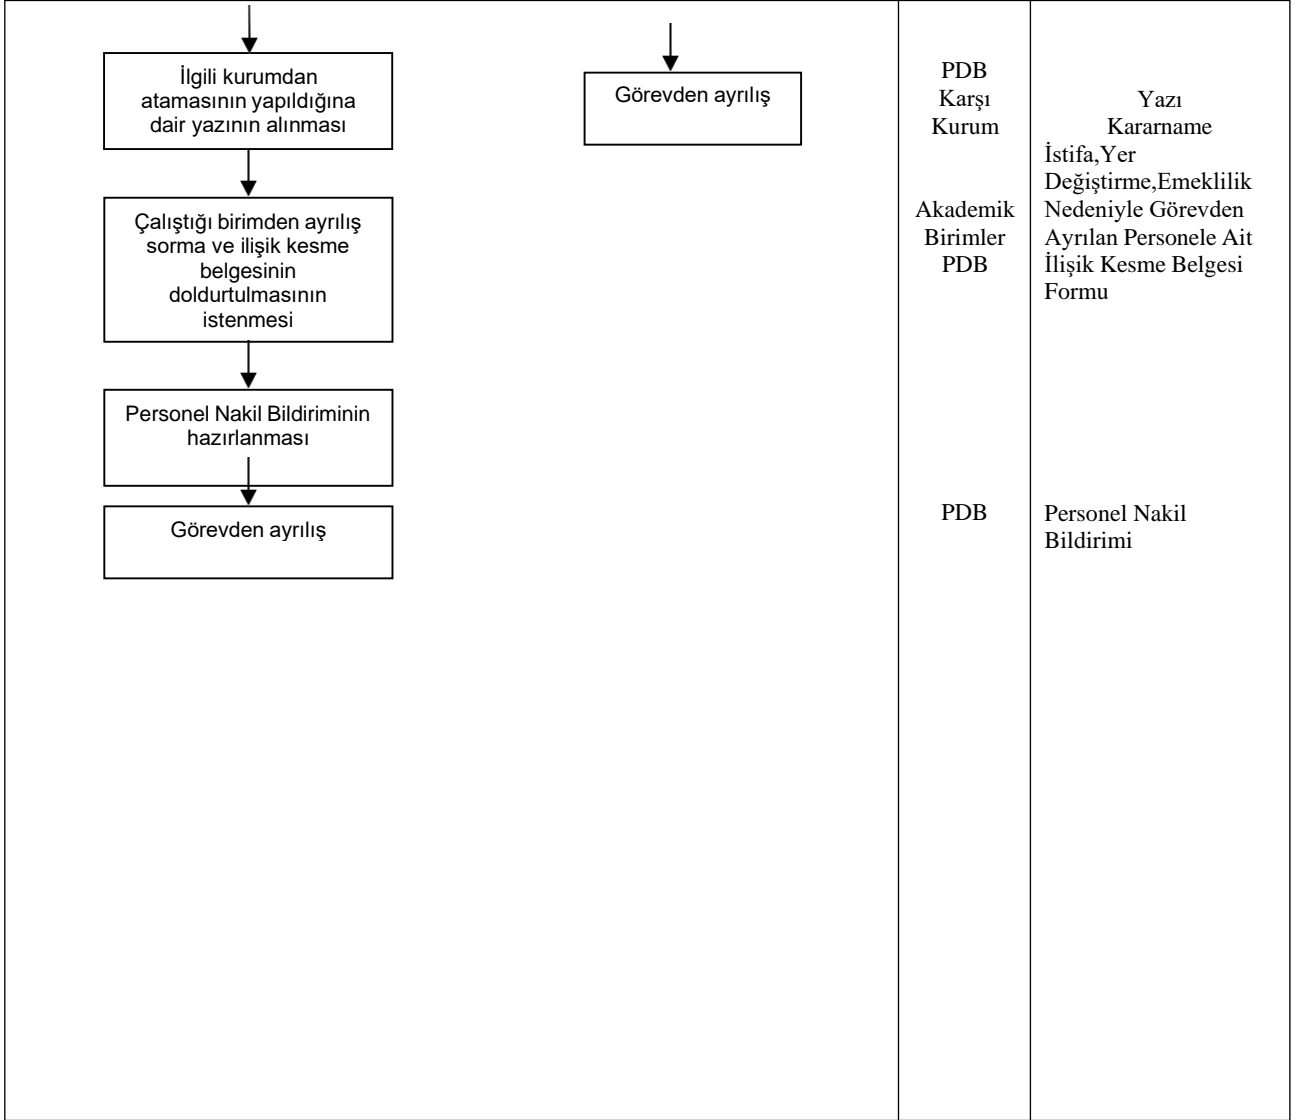 İlgili kurumdan
atamasının yapıldığına
dair yazının alınması
Çalıştığı birimden ayrılış
sorma ve ilişik kesme
belgesinin
doldurtulmasının
istenmesi
Personel Nakil Bildiriminin
hazırlanması
Görevden ayrılış
Görevden ayrılış
PDB
Karşı
Kurum
Akademik
Birimler
PDB
PDB
Yazı
Kararname
İstifa,Yer
Değiştirme,Emeklilik
Nedeniyle Görevden
Ayrılan Personele Ait
İlişik Kesme Belgesi
Formu
Personel Nakil
Bildirimi